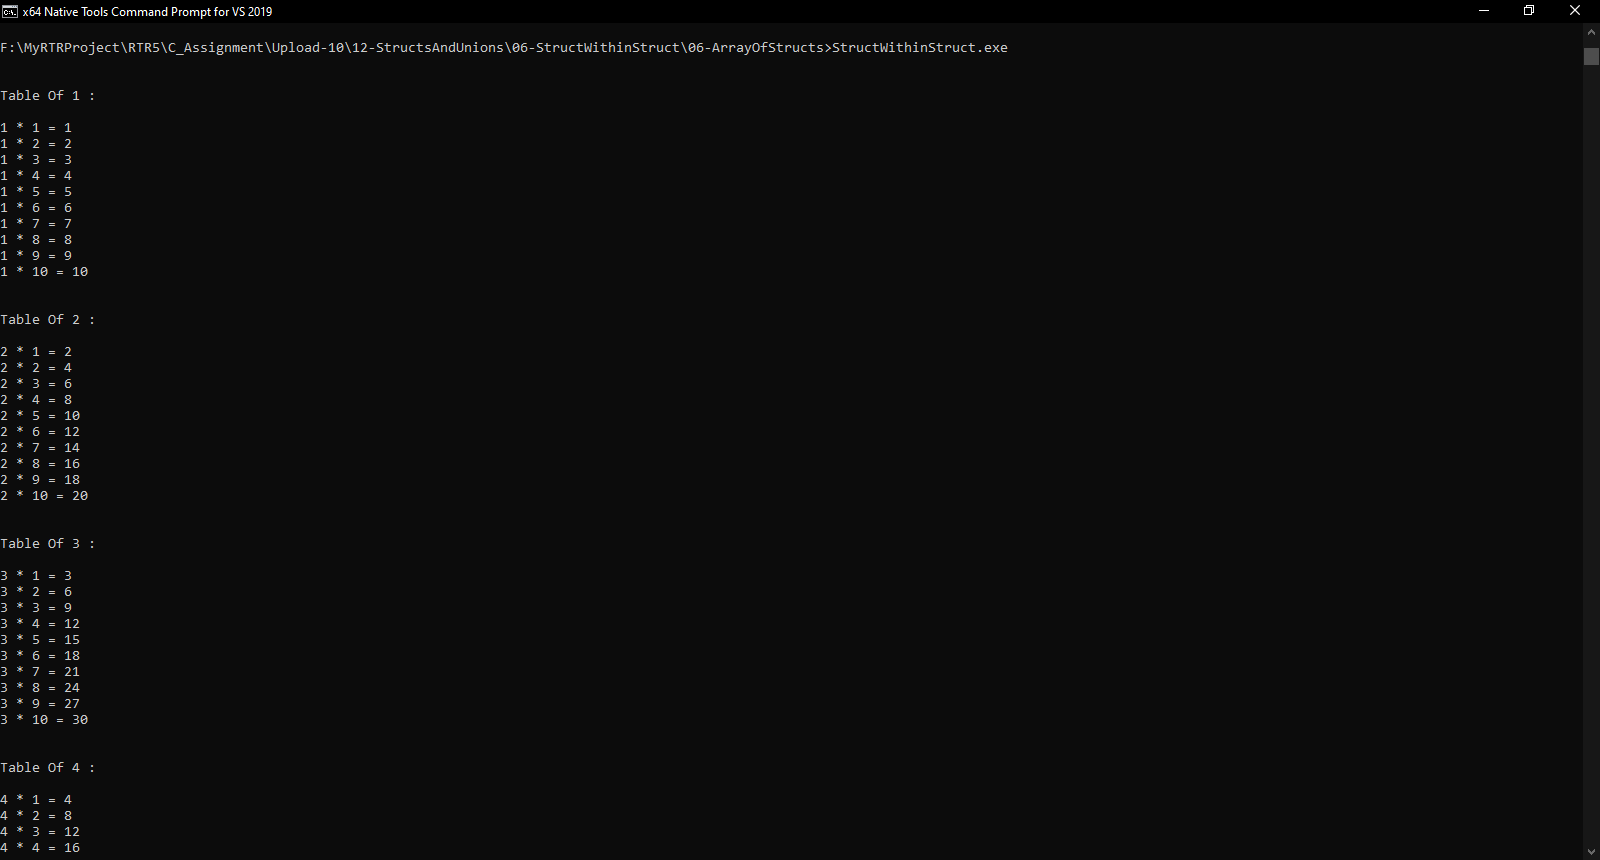 x64 Native Tools Command Prompt for VS 2019
F:\MyRTRProject\RTR5\C_Assignment\Upload-10\12-StructsAndUnions\06-StructWithinStruct\06-ArrayOfStructs>StructWithinStruct.exe
Table Of 1 :
1 * 1 = 1
1 * 2 = 2
1 * 3 = 3
1 * 4 = 4
1 * 5 = 5
1 * 6 = 6
1 * 7 = 7
1 * 8 = 8
1 * 9 = 9
1 * 10 = 10
Table Of 2 :
2 * 1 = 2
2 * 2 = 4
2 * 3 = 6
2 * 4 = 8
2 * 5 = 10
2 * 6 = 12
2 * 7 = 14
2 * 8 = 16
2 * 9 = 18
2 * 10 = 20
Table Of 3 :
3 * 1 = 3
3 * 2 = 6
3 * 3 = 9
3 * 4 = 12
3 * 5 = 15
3 * 6 = 18
3 * 7 = 21
3 * 8 = 24
3 * 9 = 27
3 * 10 = 30
Table Of 4 :
4 * 1 = 4
4 * 2 = 8
4 * 3 = 12
4 * 4 = 16